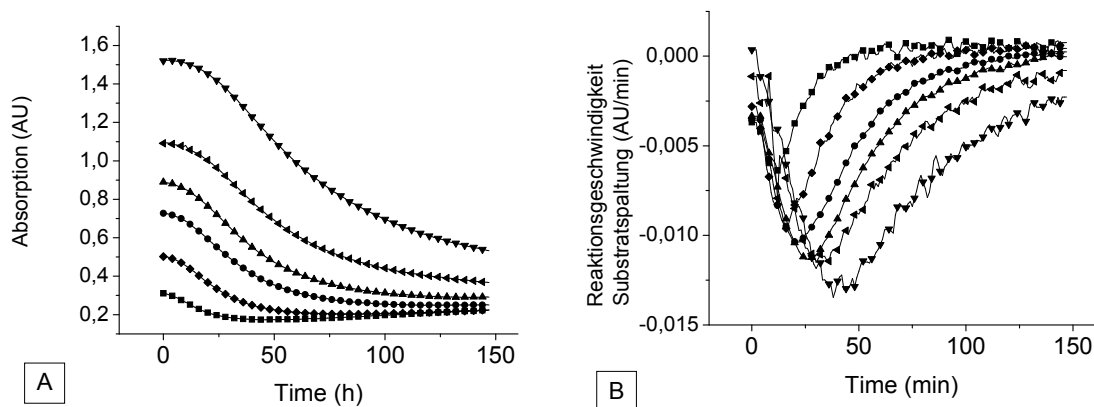 1,6
1,4
1,2
1,0
0,8
0,6
0,4
0,2
Absorption (AU)
0
50
100
150
Time (h)
A
0,000
-0,005
-0,010
-0,015
Reaktionsgeschwindigkeit
Substratspaltung (AU/min)
0
50
100
150
Time (min)
B